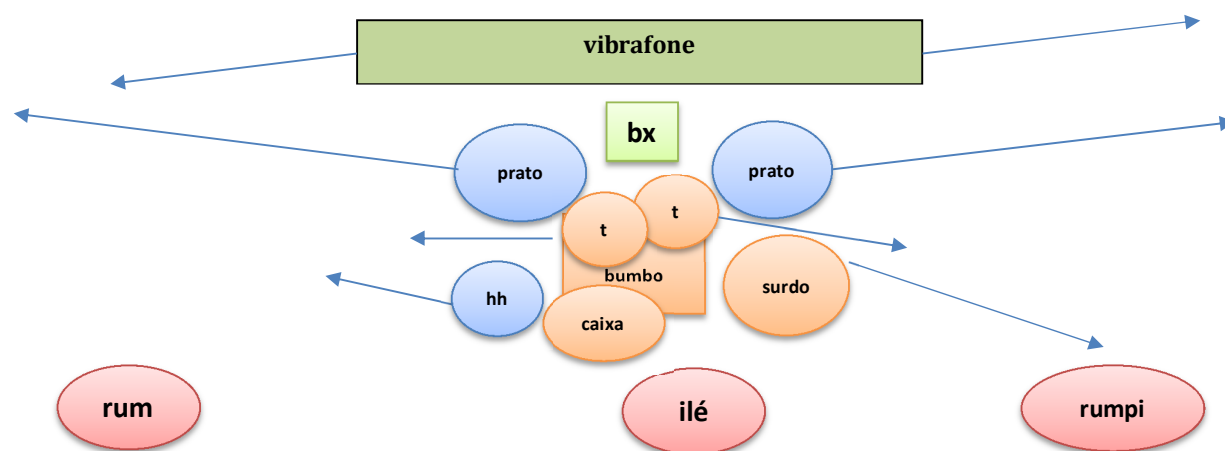 vibrafone
bx
prato
prato
t
t
bumbo
surdo
hh
caixa
rum
ilé
rumpi